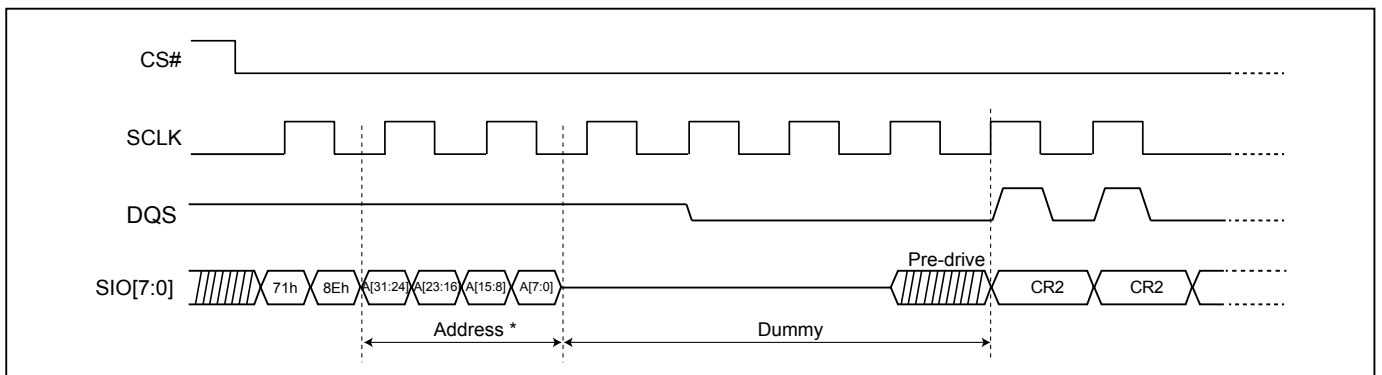 CS#
SCLK
DQS
Pre-drive
SIO[7:0] 71h 8Eh A[31:24] A[23:16] A[15:8] A[7:0] CR2 CR2
Address * Dummy